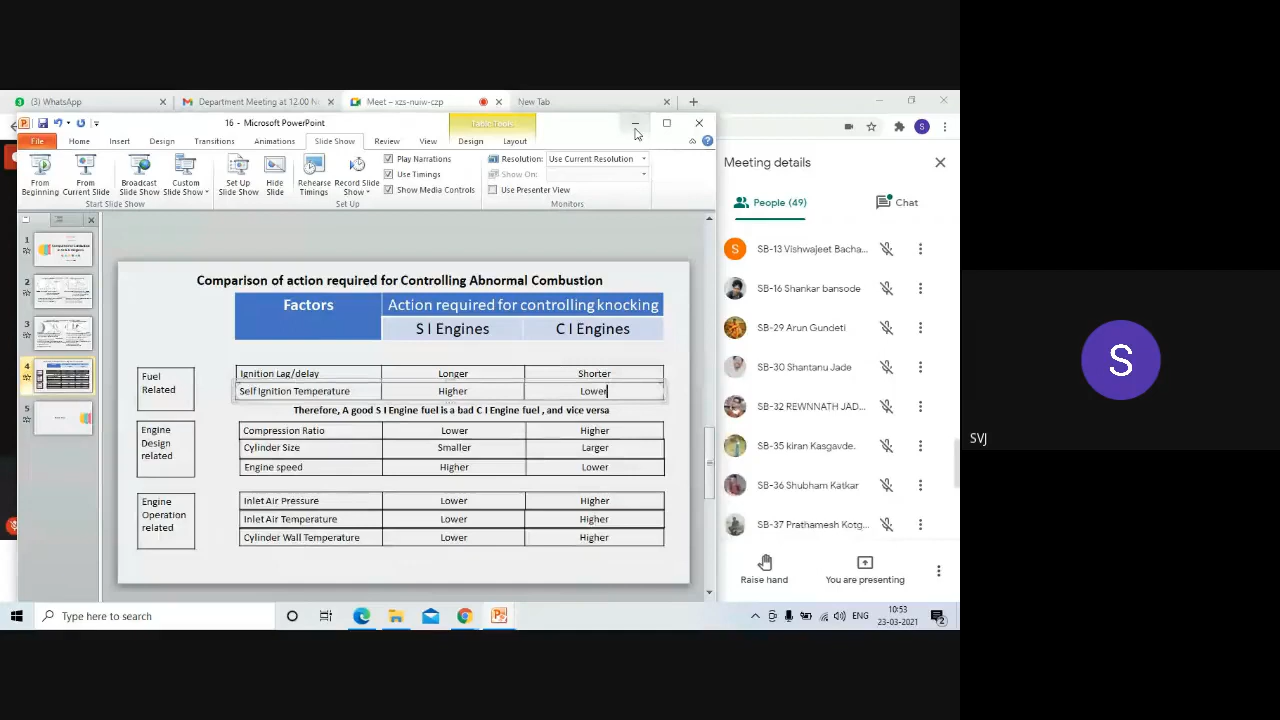 (3) WhatsApp
Department Meeting at 12.00 N
Meet – xzs-nuiw-czp
New Tab
16 - Microsoft PowerPoint
Table Tools
File
Home
Insert
Design
Transitions
Animations
Slide Show
Review
View
Design
Layout
From Beginning
From Current Slide
Broadcast Slide Show
Custom Slide Show
Start Slide Show
Set Up Slide Show
Hide Slide
Rehearse Timings
Record Slide Show
Play Narrations
Use Timings
Show Media Controls
Set Up
Resolution:
Use Current Resolution
Show On:
Use Presenter View
Monitors
1
2
3
4
5
Comparison of action required for Controlling Abnormal Combustion
Factors
Action required for controlling knocking
S I Engines
C I Engines
Fuel
Related
Ignition Lag/delay Longer Shorter
Self Ignition Temperature Higher Lower
Therefore, A good S I Engine fuel is a bad C I Engine fuel , and vice versa
Engine
Design
related
Compression Ratio Lower Higher
Cylinder Size Smaller Larger
Engine speed Higher Lower
Engine
Operation
related
Inlet Air Pressure Lower Higher
Inlet Air Temperature Lower Higher
Cylinder Wall Temperature Lower Higher
S
Meeting details
People (49)
Chat
SB-13 Vishwajeet Bacha...
SB-16 Shankar bansode
SB-29 Arun Gundeti
SB-30 Shantanu Jade
SB-32 REWNNATH JAD...
SB-35 kiran Kasgavde.
SB-36 Shubham Katkar
SB-37 Prathamesh Kotg...
Raise hand
You are presenting
Type here to search
ENG
10:53
23-03-2021
2
S
SVJ